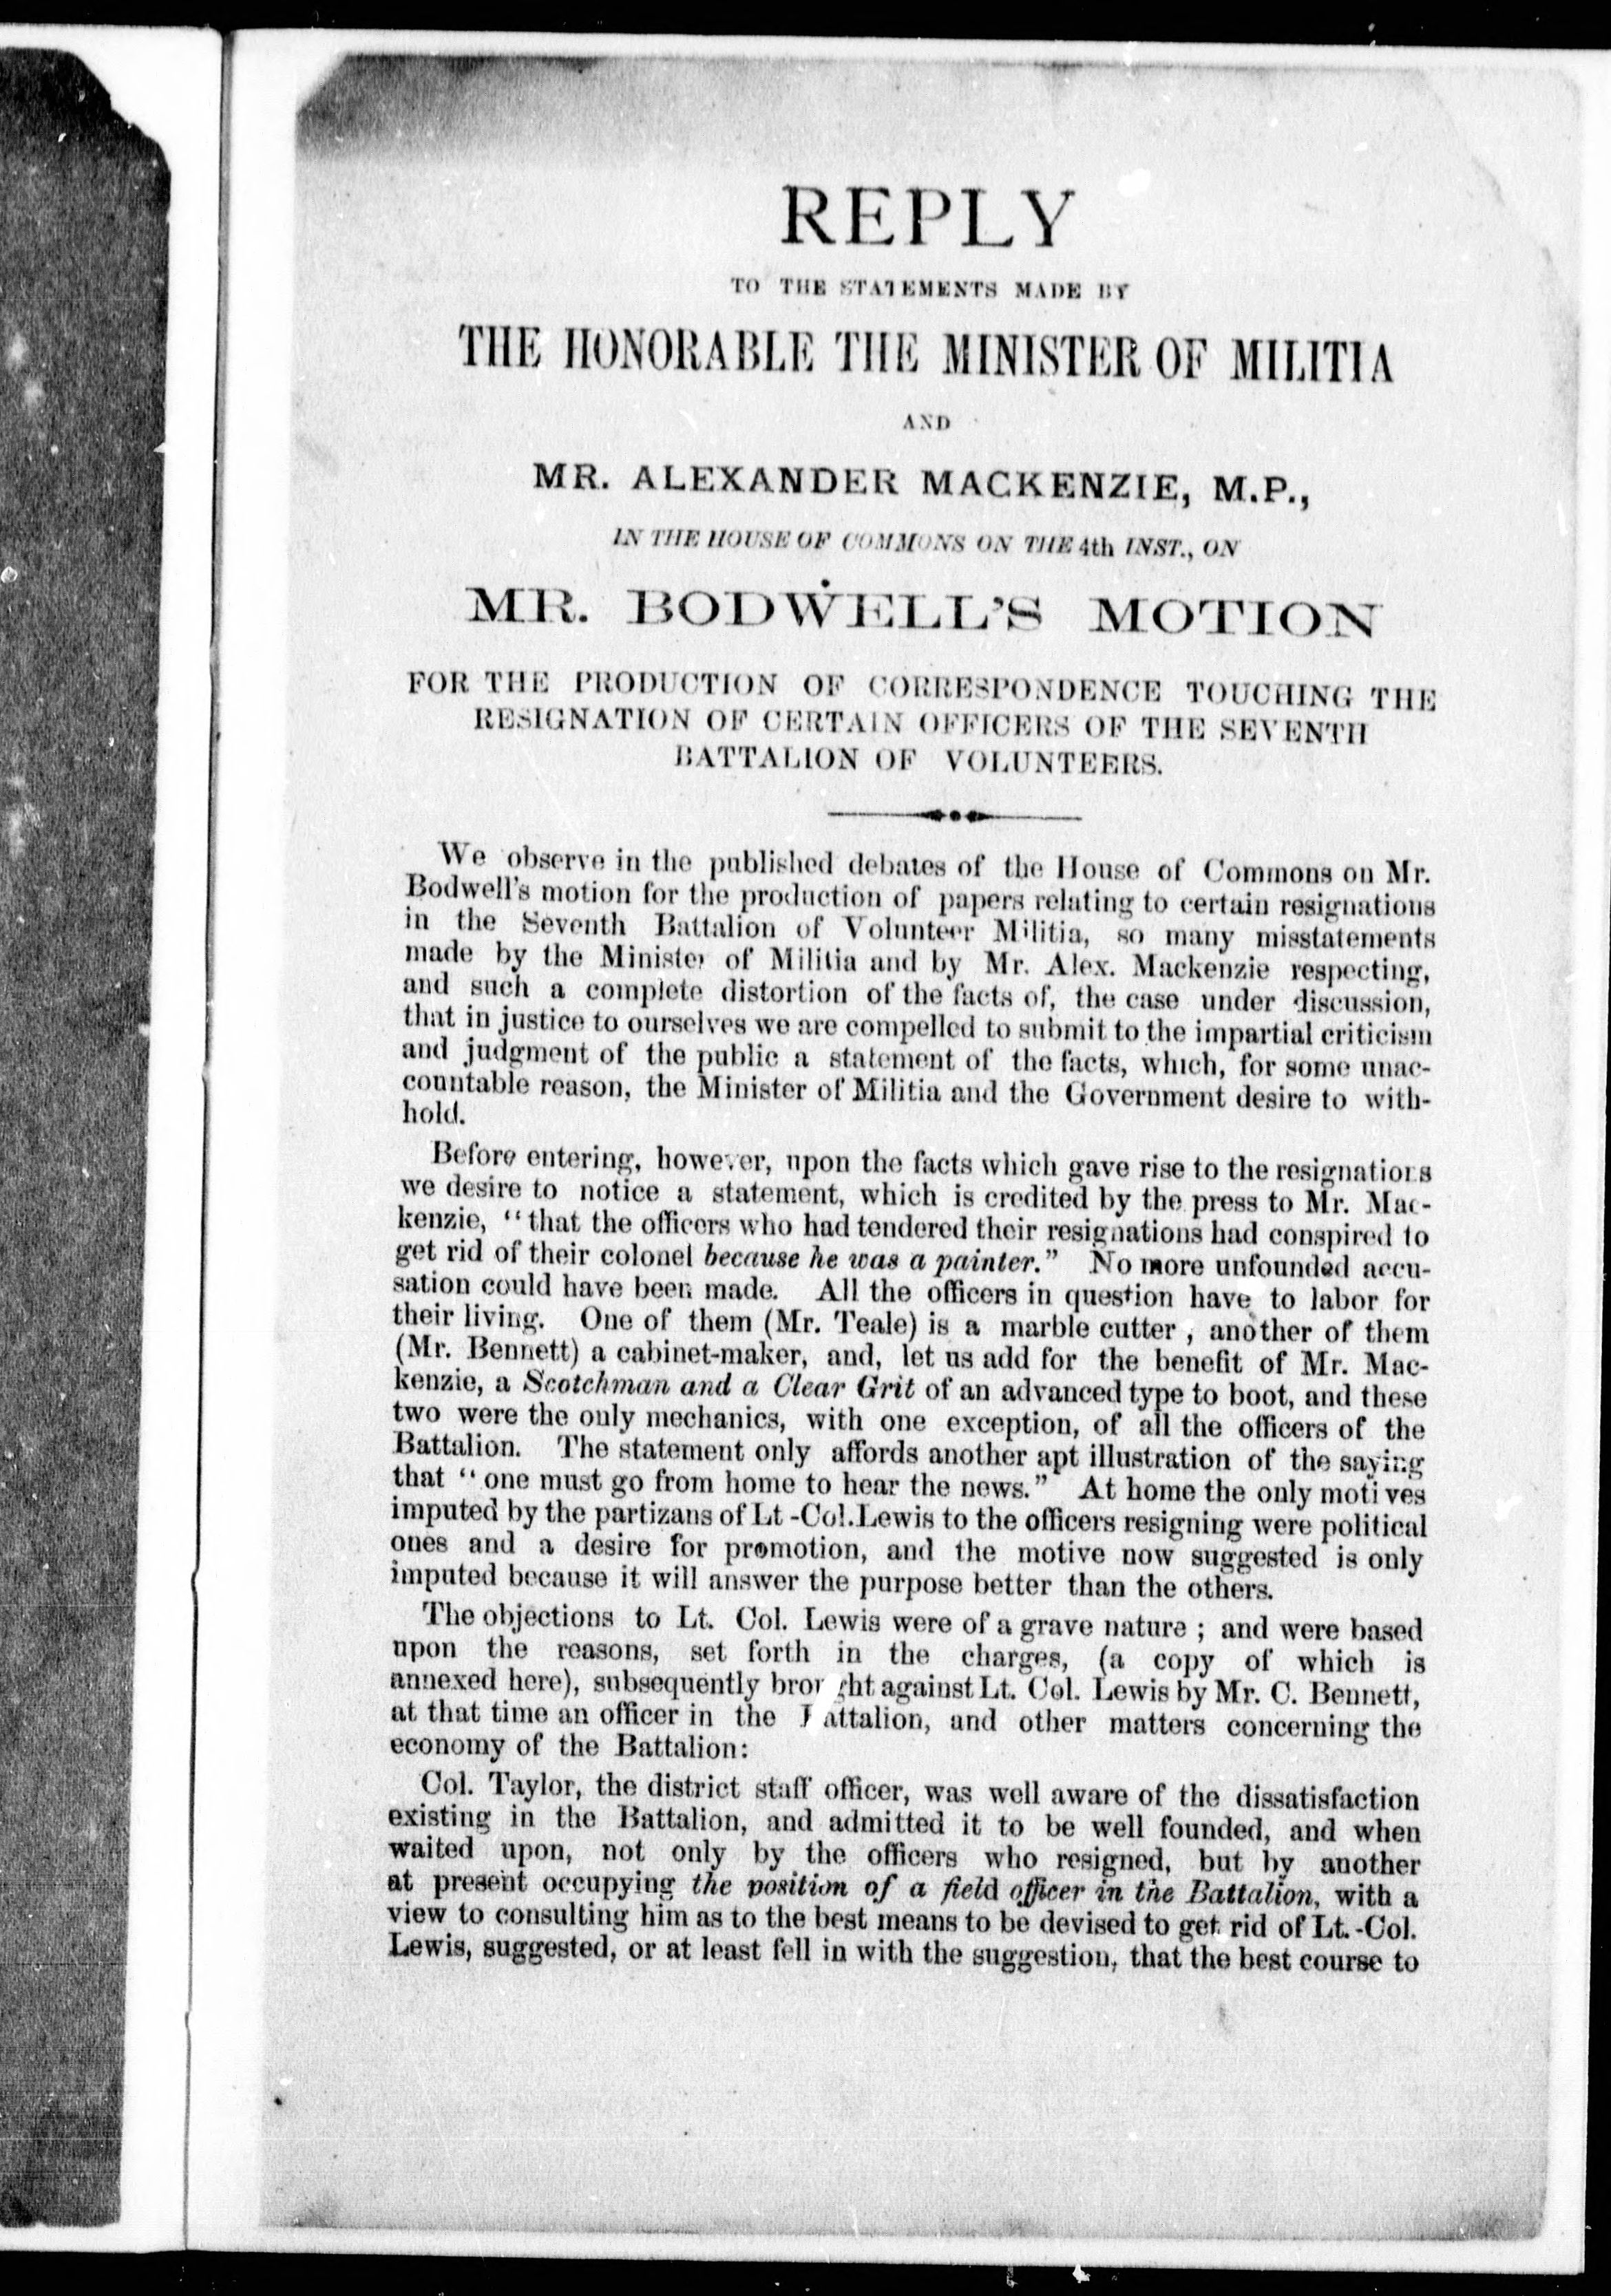 REPLY
TO THE STATEMENTS MADE BY
THE HONORABLE THE MINISTER OF MILITIA
AND
MR. ALEXANDER MACKENZIE, M.P.,
IN THE HOUSE OF COMMONS ON THE 4th INST., ON
MR. BODWELL'S MOTION
FOR THE PRODUCTION OF CORRESPONDENCE TOUCHING THE
RESIGNATION OF CERTAIN OFFICERS OF THE SEVENTH
BATTALION OF VOLUNTEERS.
We observe in the published debates of the House of Commons on Mr.
Bodwell's motion for the production of papers relating to certain resignations
in the Seventh Battalion of Volunteer Militia, so many misstatements
made by the Minister of Militia and by Mr. Alex. Mackenzie respecting,
and such a complete distortion of the facts of, the case under discussion,
that in justice to ourselves we are compelled to submit to the impartial criticism
and judgment of the public a statement of the facts, which, for some unac-
countable reason, the Minister of Militia and the Government desire to with-
hold.
Before entering, however, upon the facts which gave rise to the resignations
we desire to notice a statement, which is credited by the press to Mr. Mac-
kenzie, "that the officers who had tendered their resignations had conspired to
get rid of their colonel because he was a painter." No more unfounded accu-
sation could have been made. All the officers in question have to labor for
their living. One of them (Mr. Teale) is a marble cutter, another of them
(Mr. Bennett) a cabinet-maker, and, let us add for the benefit of Mr. Mac-
kenzie, a Scotchman and a Clear Grit of an advanced type to boot, and these
two were the only mechanics, with one exception, of all the officers of the
Battalion. The statement only affords another apt illustration of the saying
that "one must go from home to hear the news." At home the only motives
imputed by the partizans of Lt-Col. Lewis to the officers resigning were political
ones and a desire for promotion, and the motive now suggested is only
imputed because it will answer the purpose better than the others.
The objections to Lt. Col. Lewis were of a grave nature; and were based
upon the reasons, set forth in the charges, (a copy of which is
annexed here), subsequently brought against Lt. Col. Lewis by Mr. C. Bennett,
at that time an officer in the Battalion, and other matters concerning the
economy of the Battalion:
Col. Taylor, the district staff officer, was well aware of the dissatisfaction
existing in the Battalion, and admitted it to be well founded, and when
waited upon, not only by the officers who resigned, but by another
at present occupying the position of a field officer in the Battalion, with a
view to consulting him as to the best means to be devised to get rid of Lt.-Col.
Lewis, suggested, or at least fell in with the suggestion, that the best course to